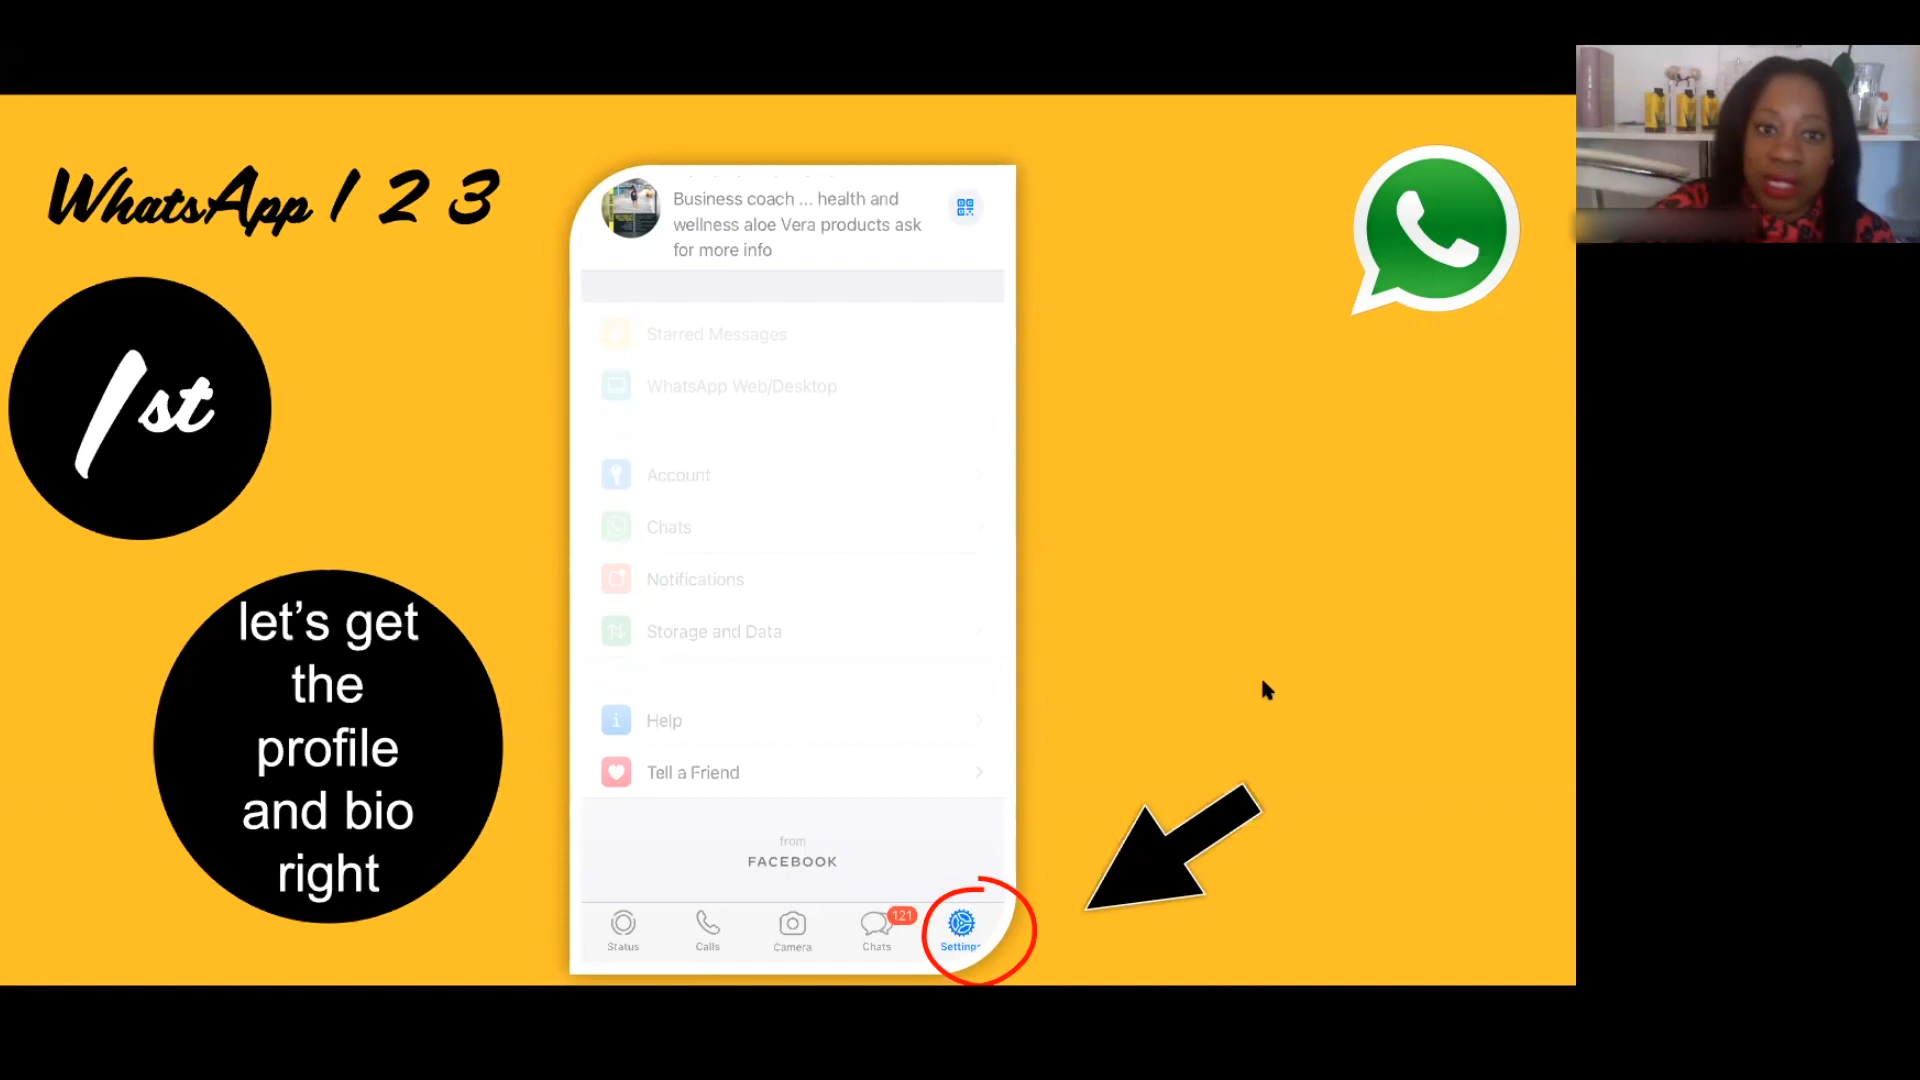 WhatsApp 1 2 3
1st
let's get
the
profile
and bio
right
Business coach ... health and
wellness aloe Vera products ask
for more info
Starred Messages
WhatsApp Web/Desktop
Account
Chats
Notifications
Storage and Data
Help
Tell a Friend
from
FACEBOOK
121
Status
Calls
Camera
Chats
Settings